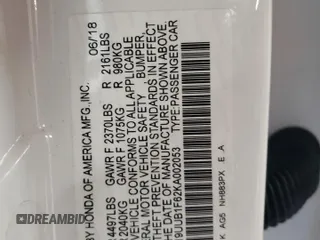 BY HONDA OF AMERICA MFG.,INC.
06/18
4497LBS GAWR F 2370LBS R 2161LBS
2040KG GAWR F 1075KG R 980KG
VEHICLE CONFORMS TO ALL APPLICABLE
MOTOR VEHICLE SAFETY, BUMPER,
THEFT PREVENTION STANDARDS IN EFFECT
DATE OF MANUFACTURE SHOWN ABOVE.
19UUB1F62KA002053 TYPE:PASSENGER CAR
AG5 NH883PX E A
DREAMBID